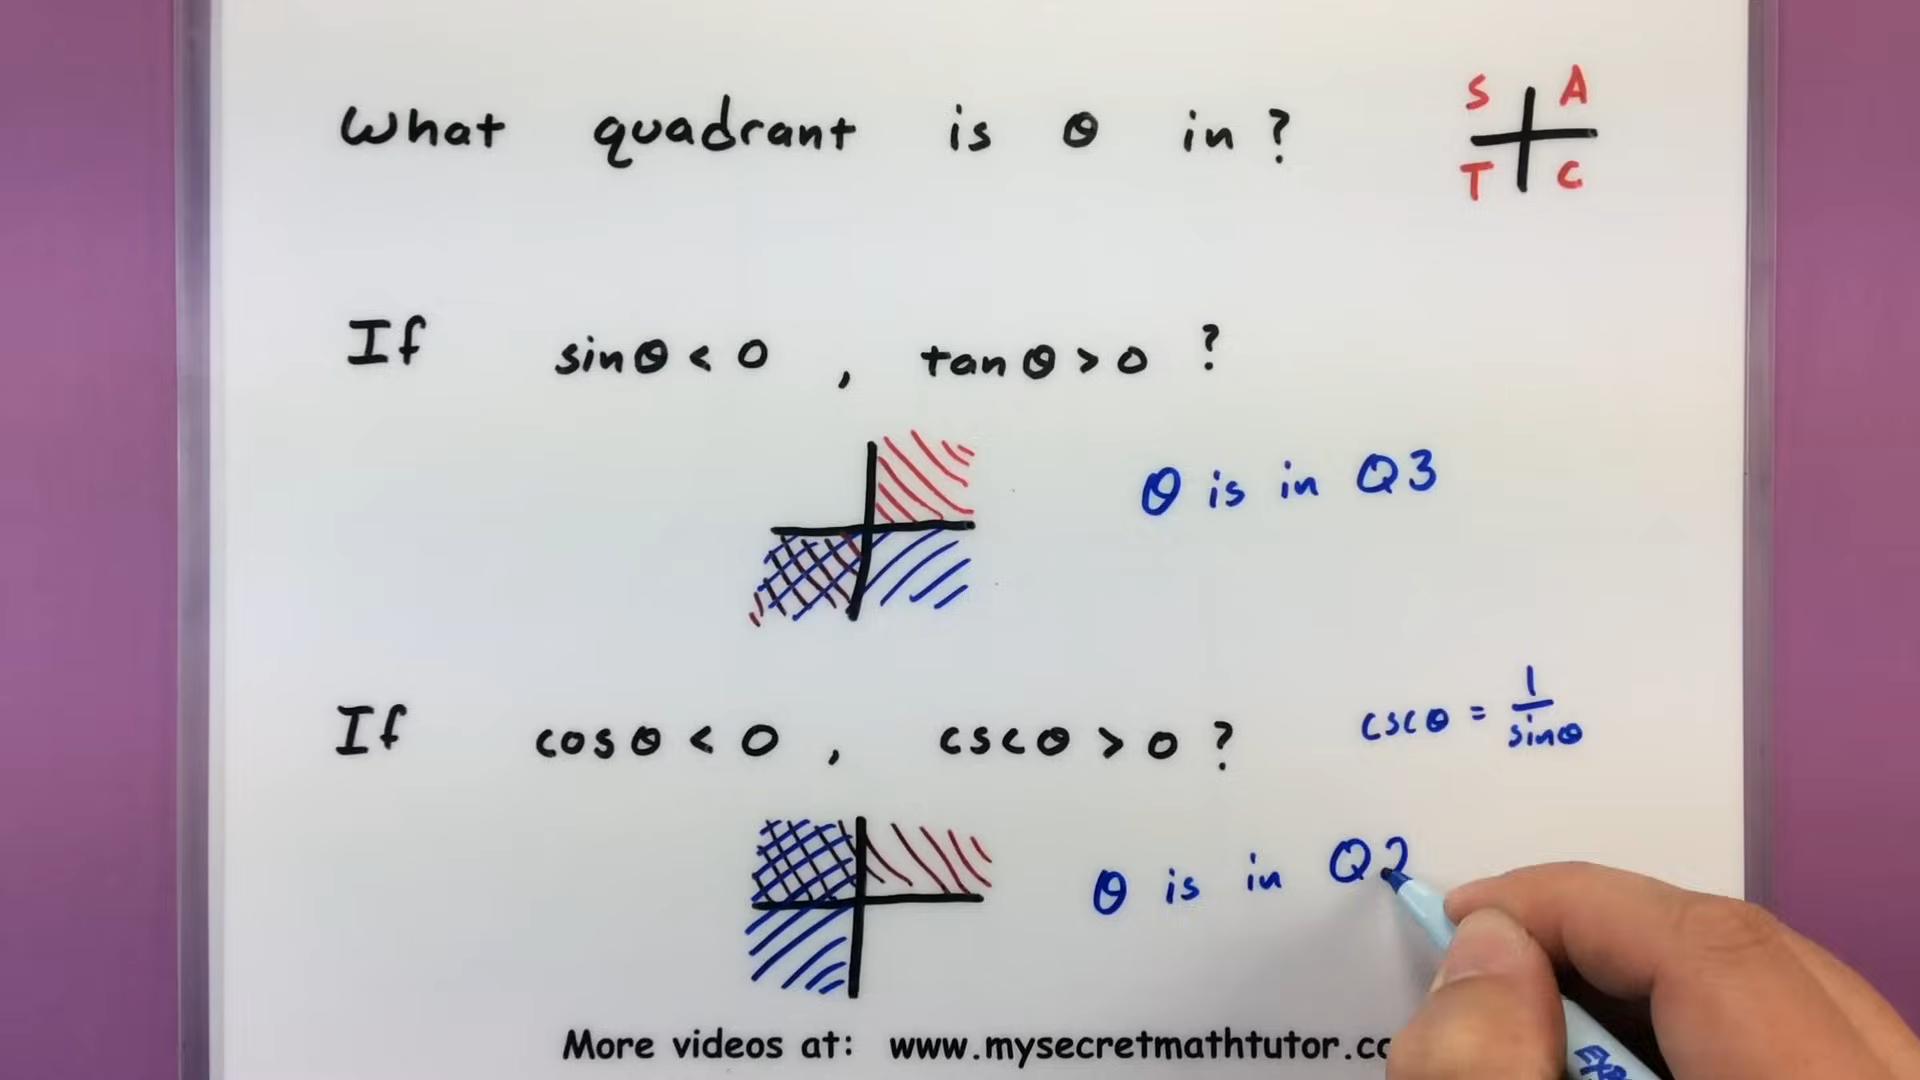 What quadrant is θ in?
S A
T C
If sinθ < 0 , tanθ > 0 ?
θ is in Q3
If cosθ < 0 , cscθ > 0 ?
cscθ = 1/sinθ
θ is in Q2
More videos at: www.mysecretmathtutor.c